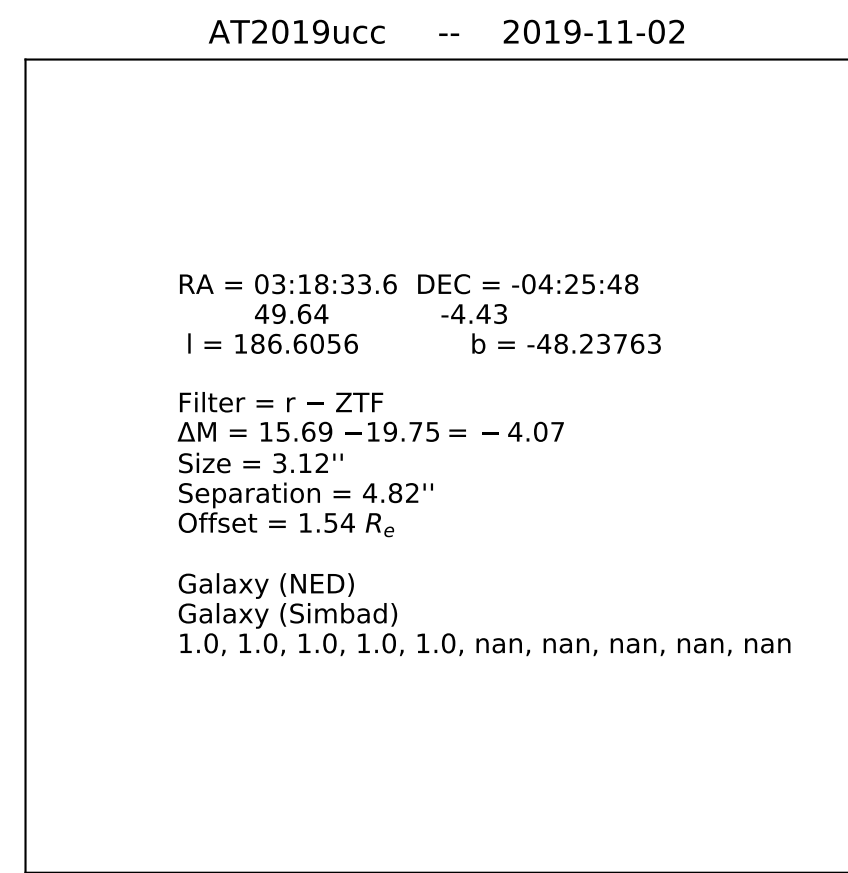 AT2019ucc -- 2019-11-02
RA = 03:18:33.6 DEC = -04:25:48
49.64 -4.43
l = 186.6056 b = -48.23763
Filter = r − ZTF
ΔM = 15.69 −19.75 = −4.07
Size = 3.12''
Separation = 4.82''
Offset = 1.54 Re
Galaxy (NED)
Galaxy (Simbad)
1.0, 1.0, 1.0, 1.0, 1.0, nan, nan, nan, nan, nan